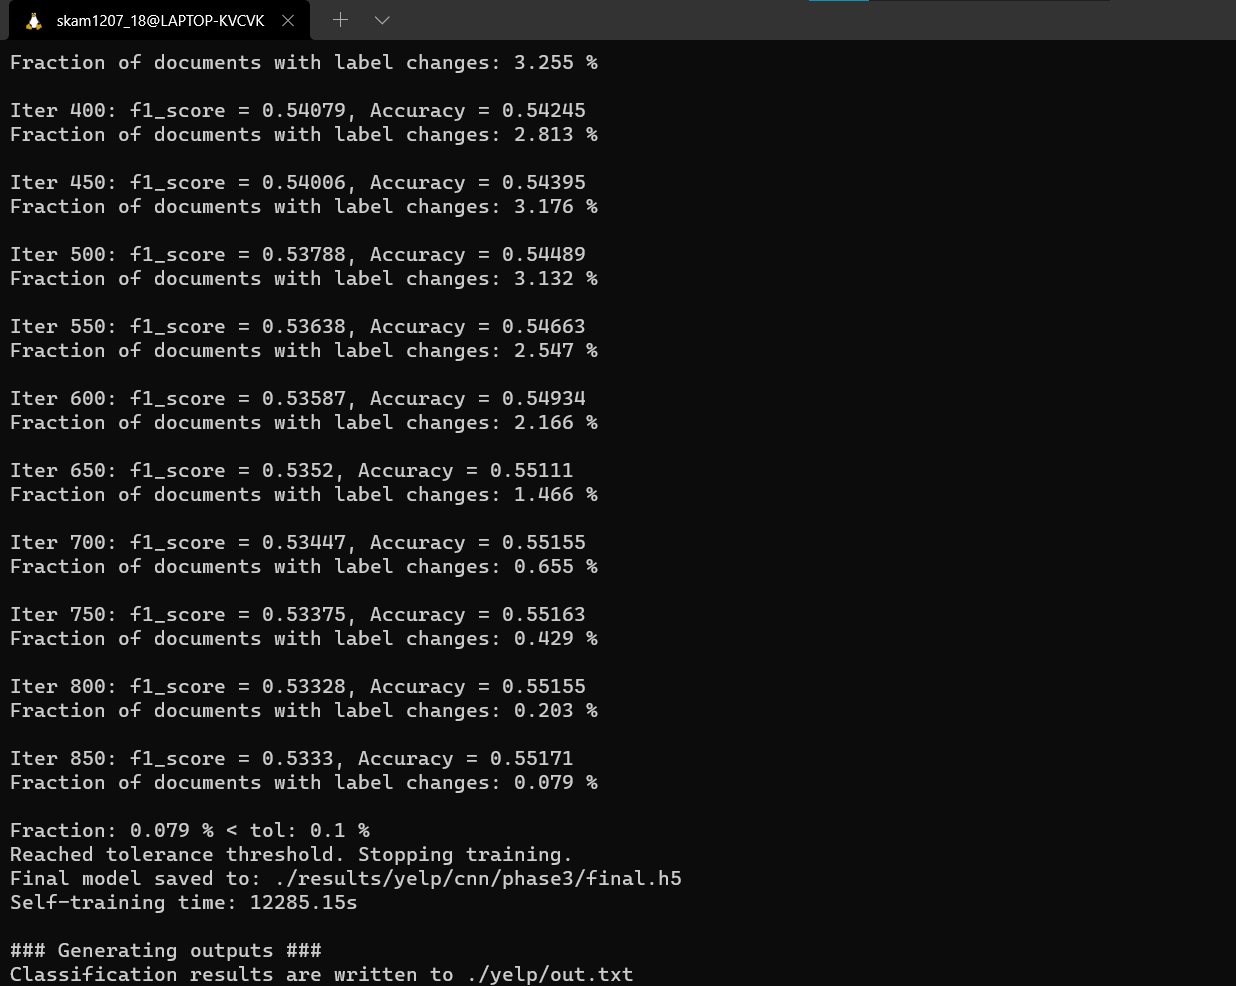 skam1207_18@LAPTOP-KVCVK
Fraction of documents with label changes: 3.255 %
Iter 400: f1_score = 0.54079, Accuracy = 0.54245
Fraction of documents with label changes: 2.813 %
Iter 450: f1_score = 0.54006, Accuracy = 0.54395
Fraction of documents with label changes: 3.176 %
Iter 500: f1_score = 0.53788, Accuracy = 0.54489
Fraction of documents with label changes: 3.132 %
Iter 550: f1_score = 0.53638, Accuracy = 0.54663
Fraction of documents with label changes: 2.547 %
Iter 600: f1_score = 0.53587, Accuracy = 0.54934
Fraction of documents with label changes: 2.166 %
Iter 650: f1_score = 0.5352, Accuracy = 0.55111
Fraction of documents with label changes: 1.466 %
Iter 700: f1_score = 0.53447, Accuracy = 0.55155
Fraction of documents with label changes: 0.655 %
Iter 750: f1_score = 0.53375, Accuracy = 0.55163
Fraction of documents with label changes: 0.429 %
Iter 800: f1_score = 0.53328, Accuracy = 0.55155
Fraction of documents with label changes: 0.203 %
Iter 850: f1_score = 0.5333, Accuracy = 0.55171
Fraction of documents with label changes: 0.079 %
Fraction: 0.079 % < tol: 0.1 %
Reached tolerance threshold. Stopping training.
Final model saved to: ./results/yelp/cnn/phase3/final.h5
Self-training time: 12285.15s
### Generating outputs ###
Classification results are written to ./yelp/out.txt